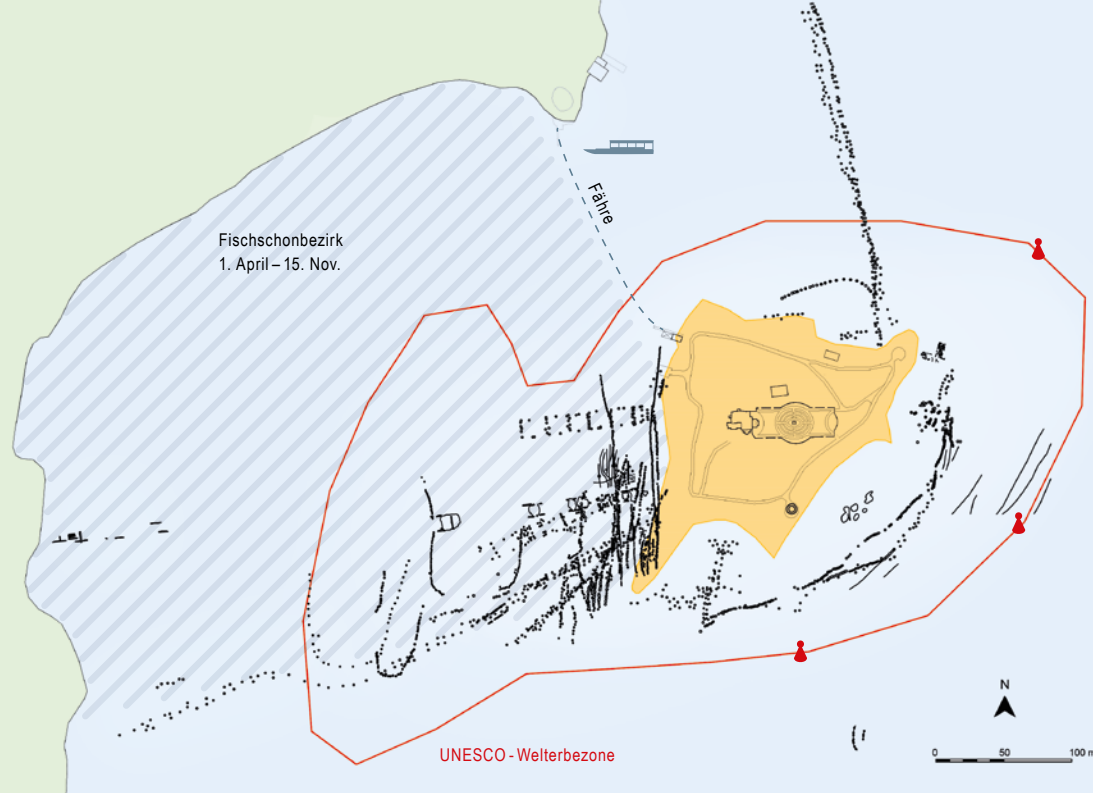 Fähre
Fischschonbezirk
1. April – 15. Nov.
N
0 50 100 m
UNESCO - Welterbezone